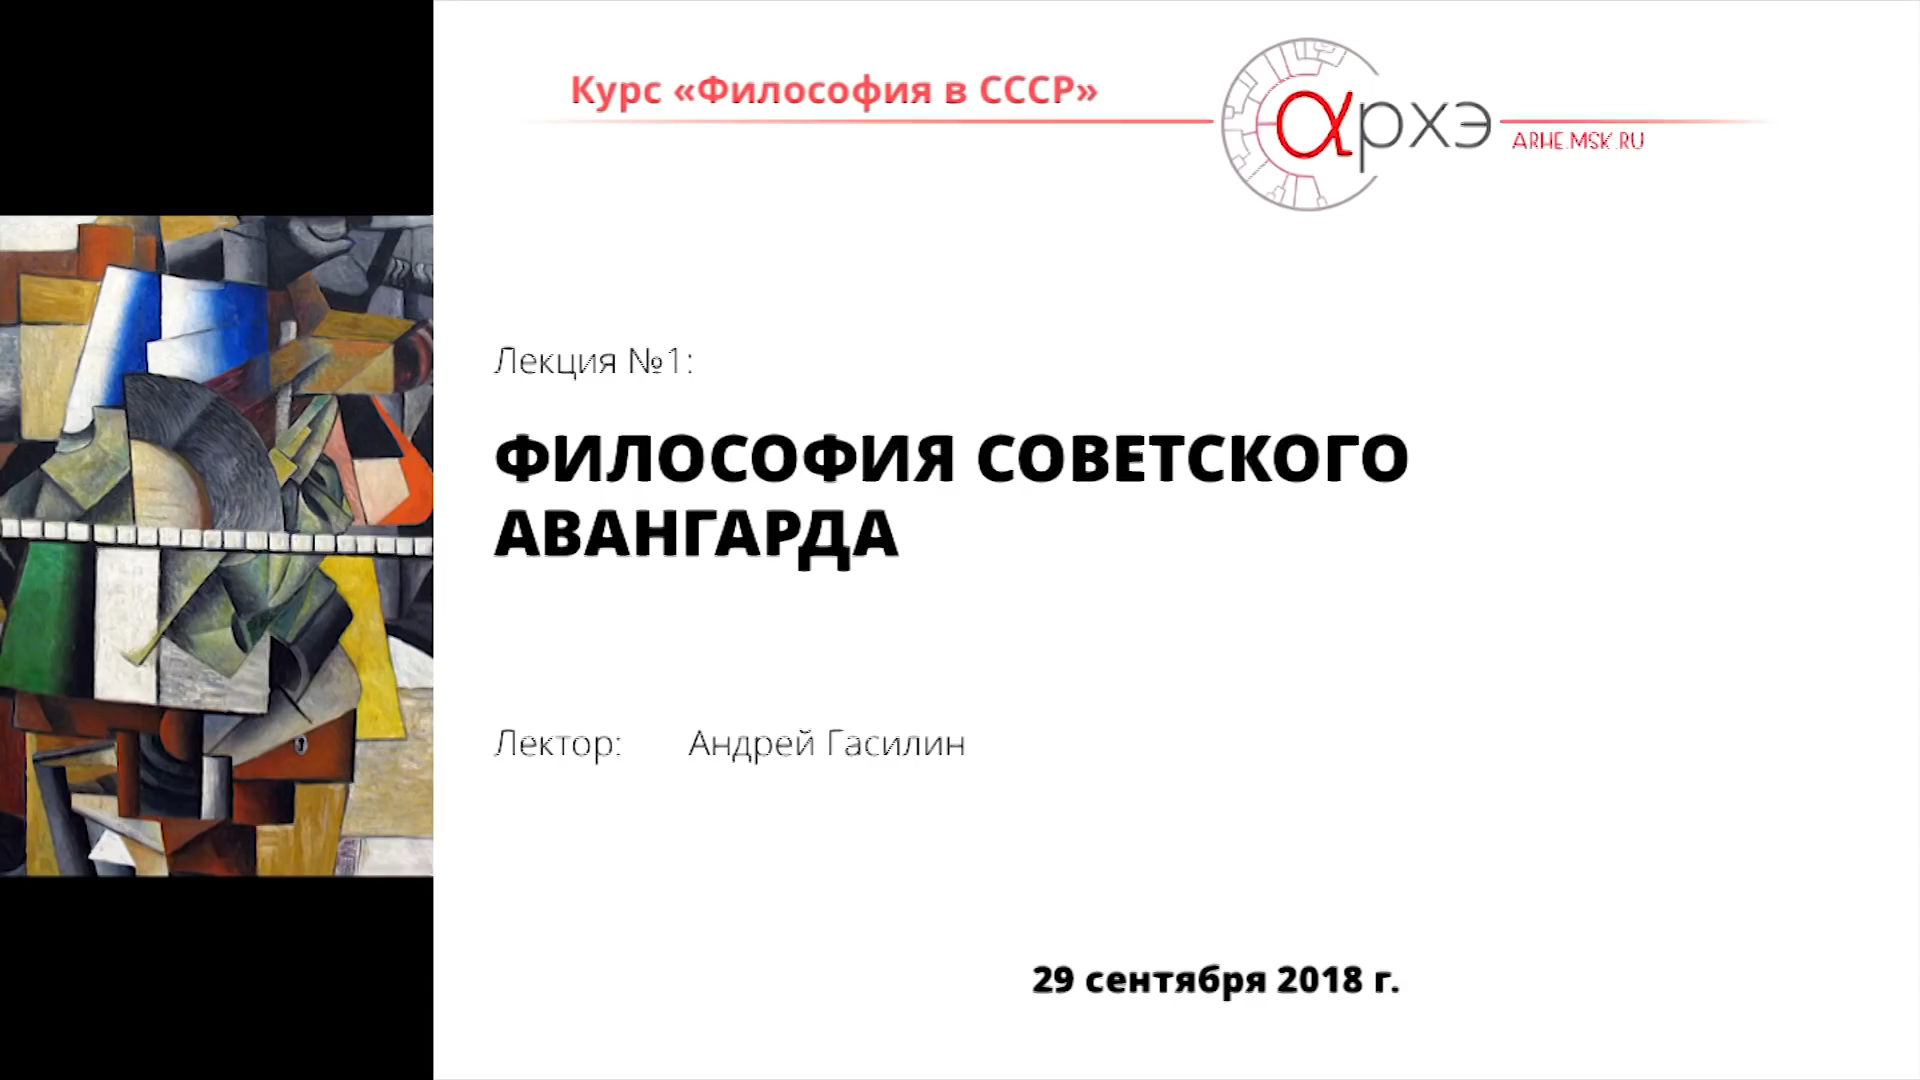 Курс «Философия в СССР»
αрхэ
ARHE.MSK.RU
Лекция №1:
ФИЛОСОФИЯ СОВЕТСКОГО
АВАНГАРДА
Лектор: Андрей Гасилин
29 сентября 2018 г.